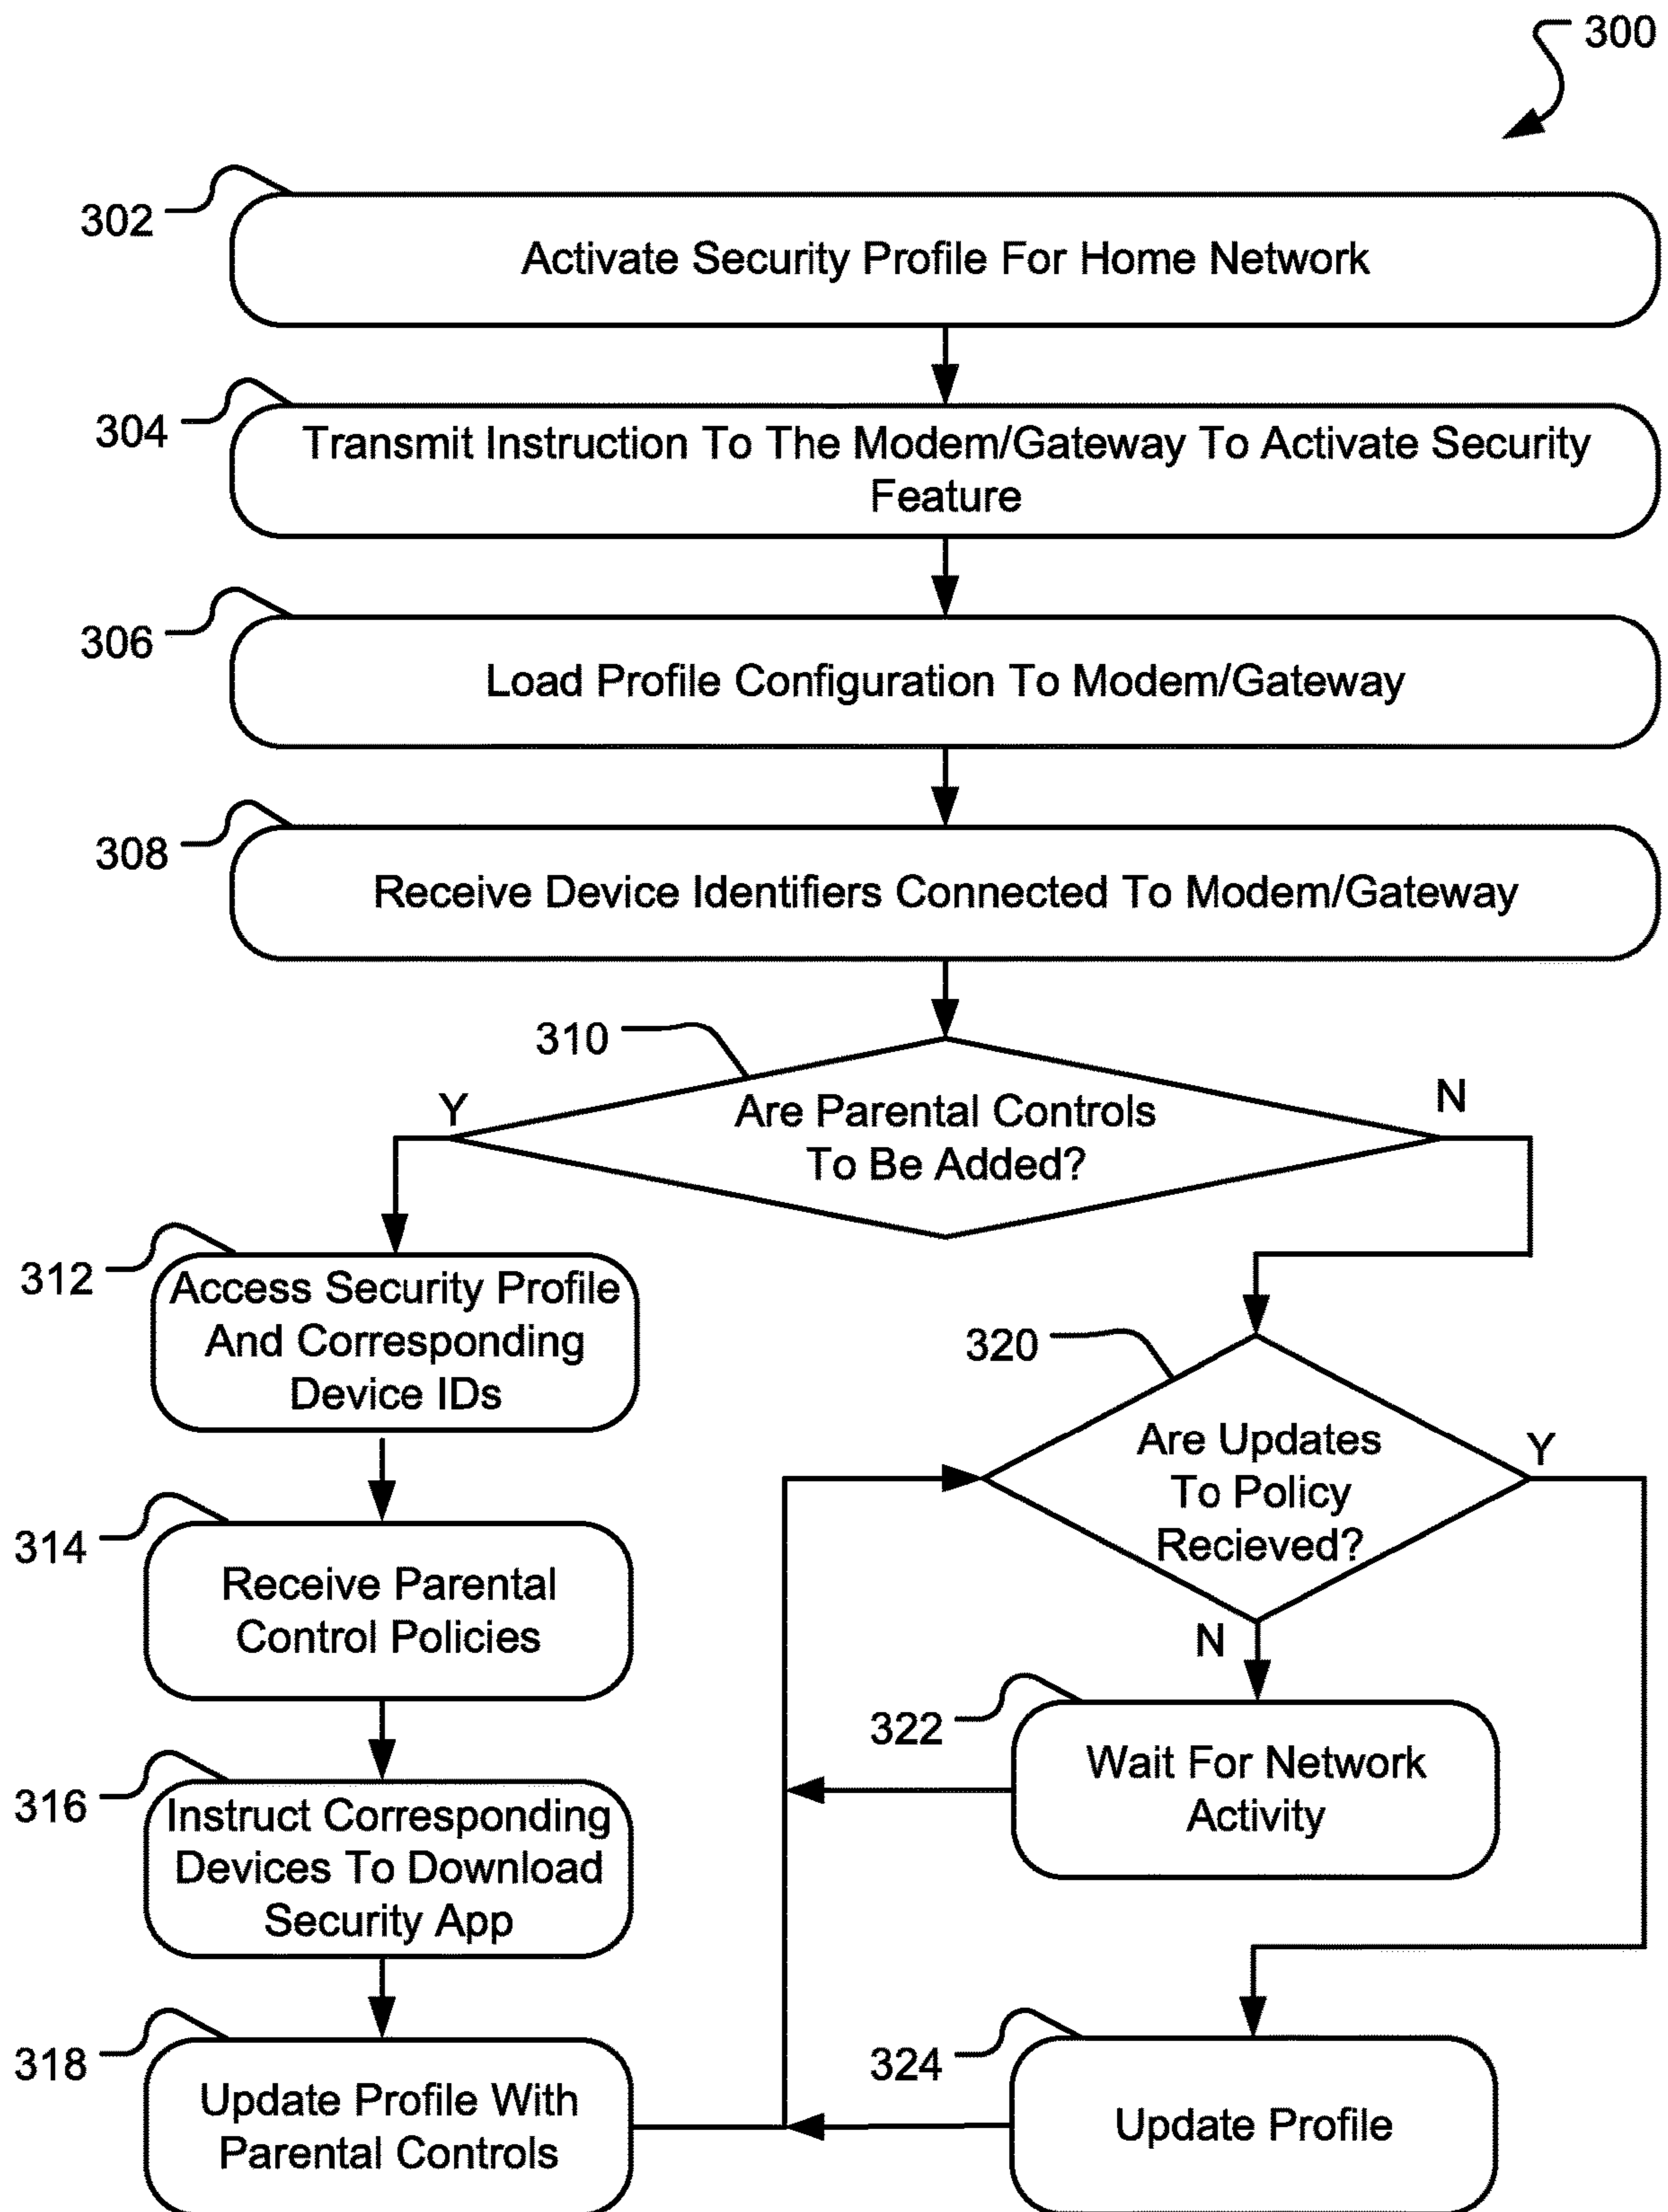 300
302
Activate Security Profile For Home Network
304
Transmit Instruction To The Modem/Gateway To Activate Security
Feature
306
Load Profile Configuration To Modem/Gateway
308
Receive Device Identifiers Connected To Modem/Gateway
310
Are Parental Controls
To Be Added?
Y
N
312
Access Security Profile
And Corresponding
Device IDs
314
Receive Parental
Control Policies
316
Instruct Corresponding
Devices To Download
Security App
318
Update Profile With
Parental Controls
320
Are Updates
To Policy
Recieved?
Y
N
322
Wait For Network
Activity
324
Update Profile